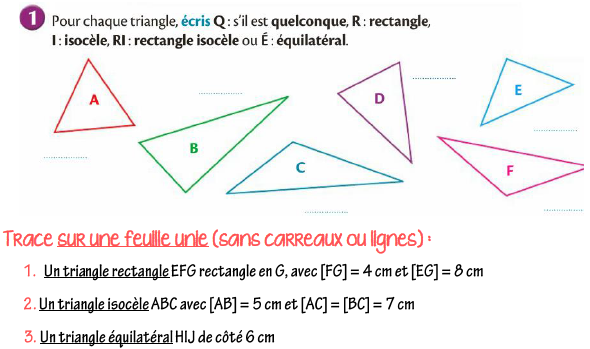 1 Pour chaque triangle, écris Q : s'il est quelconque, R : rectangle,
I : isocèle, RI : rectangle isocèle ou É : équilatéral.
A
B
C
D
E
F
Trace sur une feuille unie (sans carreaux ou lignes) :
1. Un triangle rectangle EFG rectangle en G, avec [FG] = 4 cm et [EG] = 8 cm
2. Un triangle isocèle ABC avec [AB] = 5 cm et [AC] = [BC] = 7 cm
3. Un triangle équilatéral HIJ de côté 6 cm